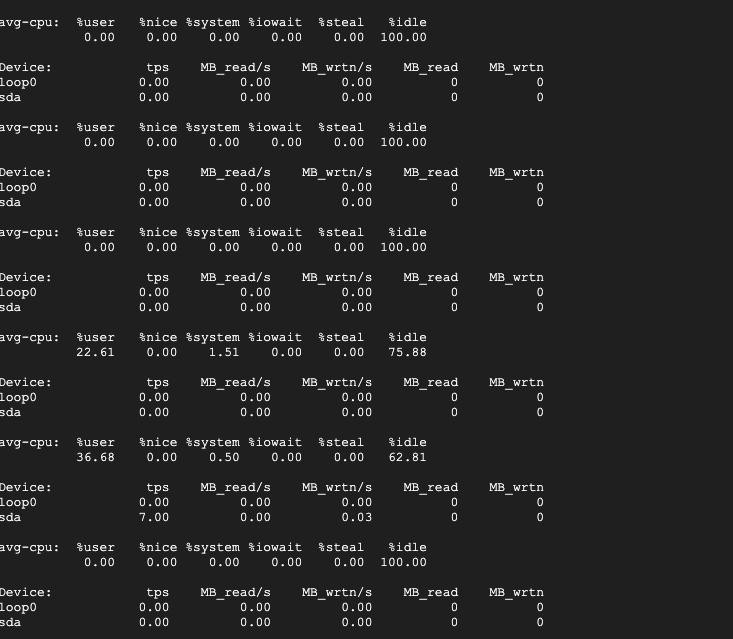 avg-cpu: %user %nice %system %iowait %steal %idle
0.00 0.00 0.00 0.00 0.00 100.00
Device: tps MB_read/s MB_wrtn/s MB_read MB_wrtn
loop0 0.00 0.00 0.00 0 0
sda 0.00 0.00 0.00 0 0
avg-cpu: %user %nice %system %iowait %steal %idle
0.00 0.00 0.00 0.00 0.00 100.00
Device: tps MB_read/s MB_wrtn/s MB_read MB_wrtn
loop0 0.00 0.00 0.00 0 0
sda 0.00 0.00 0.00 0 0
avg-cpu: %user %nice %system %iowait %steal %idle
0.00 0.00 0.00 0.00 0.00 100.00
Device: tps MB_read/s MB_wrtn/s MB_read MB_wrtn
loop0 0.00 0.00 0.00 0 0
sda 0.00 0.00 0.00 0 0
avg-cpu: %user %nice %system %iowait %steal %idle
22.61 0.00 1.51 0.00 0.00 75.88
Device: tps MB_read/s MB_wrtn/s MB_read MB_wrtn
loop0 0.00 0.00 0.00 0 0
sda 0.00 0.00 0.00 0 0
avg-cpu: %user %nice %system %iowait %steal %idle
36.68 0.00 0.50 0.00 0.00 62.81
Device: tps MB_read/s MB_wrtn/s MB_read MB_wrtn
loop0 0.00 0.00 0.00 0 0
sda 7.00 0.00 0.03 0 0
avg-cpu: %user %nice %system %iowait %steal %idle
0.00 0.00 0.00 0.00 0.00 100.00
Device: tps MB_read/s MB_wrtn/s MB_read MB_wrtn
loop0 0.00 0.00 0.00 0 0
sda 0.00 0.00 0.00 0 0